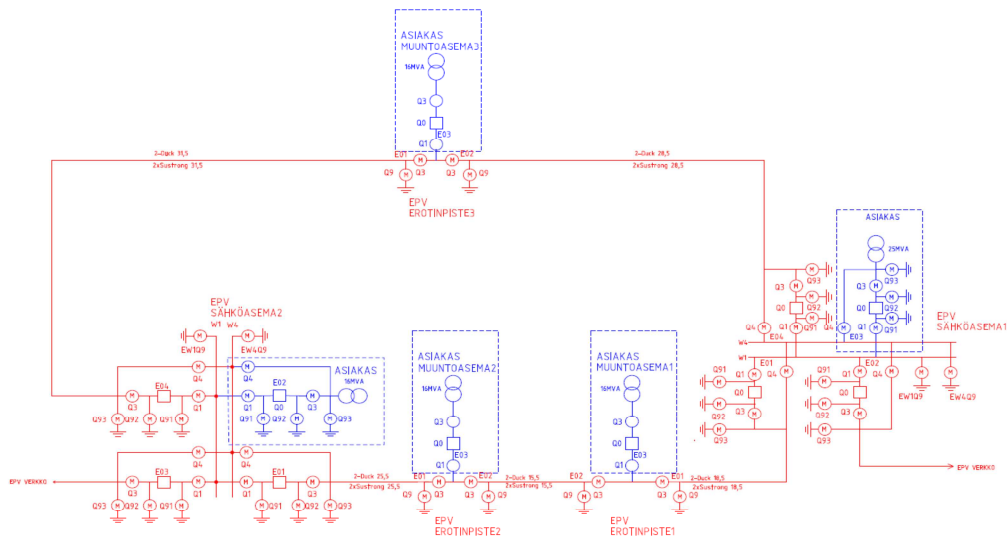 ASIAKAS
MUUNTOASEMA3
16MVA
Q3
Q0
E03
Q1
E01
M
M
E02
2-Duck 31,5
2xSustrong 31,5
2-Duck 28,5
2xSustrong 28,5
Q9
M
Q3
Q3
M
Q9
EPV
EROTINPISTE3
ASIAKAS
25MVA
M
Q93
M
Q93
Q3
M
Q3
M
M
Q92
M
Q92
Q0
Q0
M
Q91
M
Q91
Q4
M
Q1
M
Q4
M
Q1
M
E04
E03
EPV
SÄHKÖASEMA1
W4
W1
EPV
SÄHKÖASEMA2
W1
W4
M
M
EW1Q9
EW4Q9
M
Q4
M
Q4
ASIAKAS
16MVA
E04
E02
M
Q3
M
Q1
M
Q1
Q0
M
Q3
Q93
M
Q92
M
M
Q91
M
Q92
M
M
Q93
ASIAKAS
MUUNTOASEMA2
16MVA
Q3
Q0
E03
Q1
ASIAKAS
MUUNTOASEMA1
16MVA
Q3
Q0
E03
Q1
E01
Q1
M
Q4
M
E02
Q1
M
Q4
M
Q91
M
Q0
Q92
M
Q3
M
Q93
M
Q91
M
Q0
Q92
M
Q3
M
Q93
M
M
EW1Q9
M
EW4Q9
M
Q4
M
Q4
EPV VERKKO
E03
E01
M
Q3
M
Q1
M
Q1
M
Q3
Q93
M
Q92
M
Q91
M
M
Q91
M
Q92
M
Q93
2-Duck 25,5
2xSustrong 25,5
E01
M
Q3
E02
M
Q3
Q9
M
M
Q9
2-Duck 15,5
2xSustrong 15,5
E02
M
Q3
E01
M
Q3
Q9
M
M
Q9
2-Duck 18,5
2xSustrong 18,5
EPV VERKKO
EPV
EROTINPISTE2
EPV
EROTINPISTE1